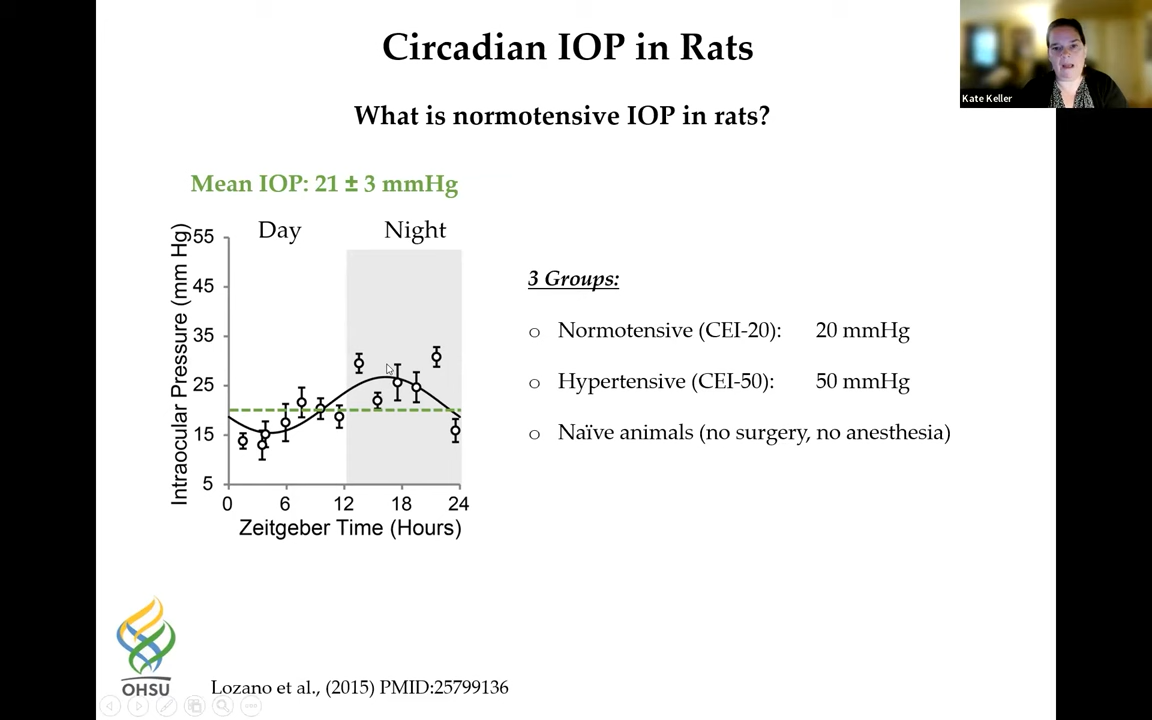 Circadian IOP in Rats
Kate Keller
What is normotensive IOP in rats?
Mean IOP: 21 ± 3 mmHg
Day
Night
Intraocular Pressure (mm Hg)
55
45
35
25
15
5
0
6
12
18
24
Zeitgeber Time (Hours)
3 Groups:
o Normotensive (CEI-20): 20 mmHg
o Hypertensive (CEI-50): 50 mmHg
o Naïve animals (no surgery, no anesthesia)
OHSU
Lozano et al., (2015) PMID:25799136